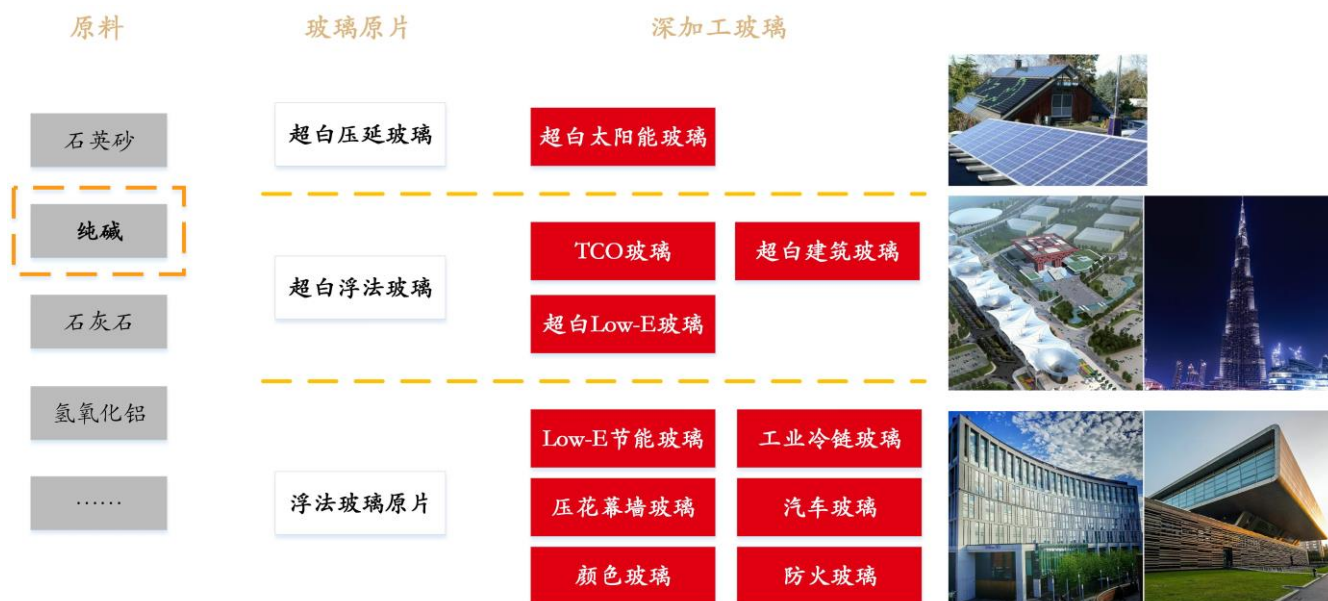 原料
玻璃原片
深加工玻璃
石英砂
纯碱
石灰石
氢氧化铝
……
超白压延玻璃
超白太阳能玻璃
超白浮法玻璃
TCO玻璃
超白建筑玻璃
超白Low-E玻璃
浮法玻璃原片
Low-E节能玻璃
工业冷链玻璃
压花幕墙玻璃
汽车玻璃
颜色玻璃
防火玻璃